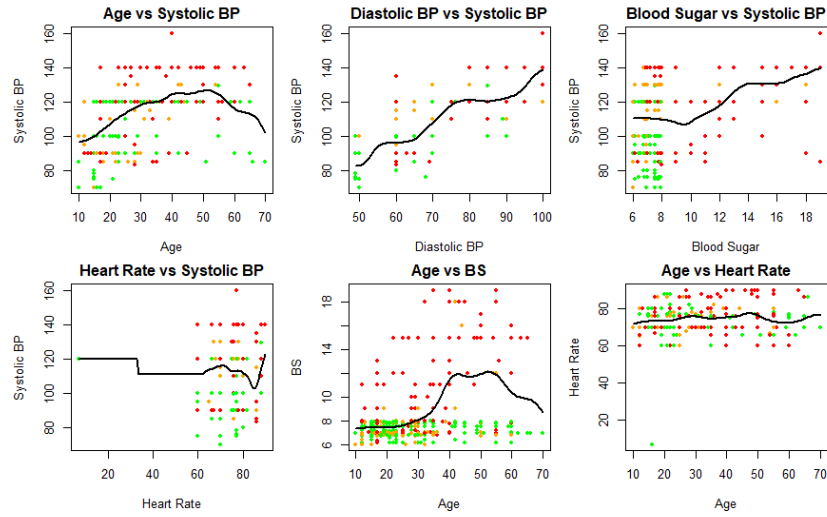 Age vs Systolic BP
Systolic BP
160
140
120
100
80
10 20 30 40 50 60 70
Age
Diastolic BP vs Systolic BP
Systolic BP
160
140
120
100
80
50 60 70 80 90 100
Diastolic BP
Blood Sugar vs Systolic BP
Systolic BP
160
140
120
100
80
6 8 10 12 14 16 18
Blood Sugar
Heart Rate vs Systolic BP
Systolic BP
160
140
120
100
80
20 40 60 80
Heart Rate
Age vs BS
BS
18
14
12
10
8
6
10 20 30 40 50 60 70
Age
Age vs Heart Rate
Heart Rate
80
60
40
20
10 20 30 40 50 60 70
Age